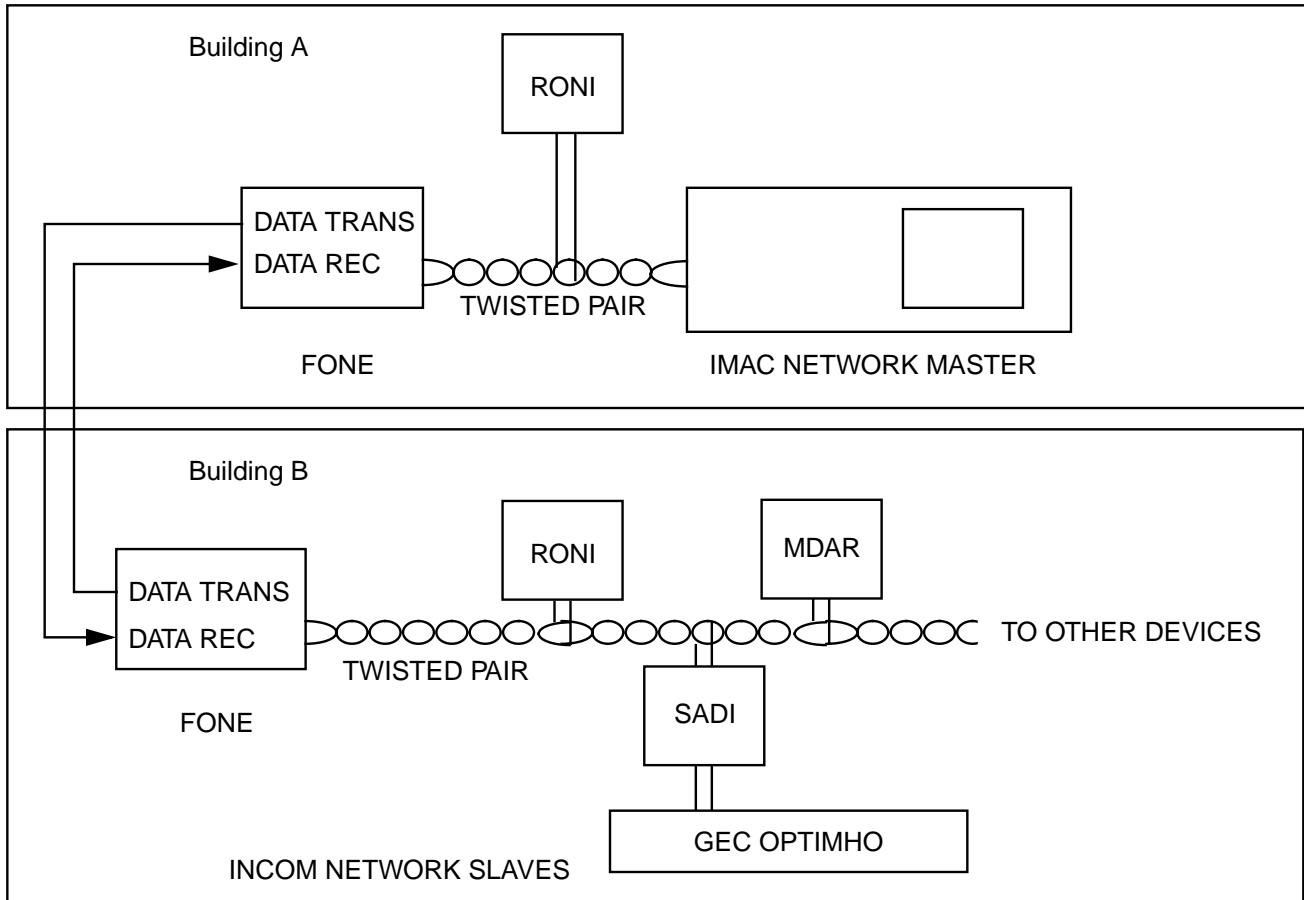 Building A
RONI
DATA TRANS
DATA REC
TWISTED PAIR
FONE
IMAC NETWORK MASTER
Building B
RONI
MDAR
DATA TRANS
DATA REC
TO OTHER DEVICES
TWISTED PAIR
SADI
FONE
GEC OPTIMHO
INCOM NETWORK SLAVES